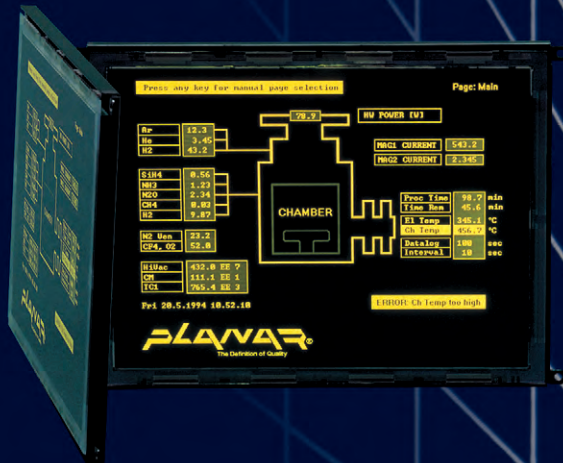 Press any key for manual page selection
Page: Main
78.9
HW POWER [W]
Ar 12.3
He 3.45
H2 43.2
MAG1 CURRENT 543.2
MAG2 CURRENT 2.345
SiH4 0.56
NH3 1.23
N2O 2.34
CH4 8.03
H2 9.87
CHAMBER
Proc Time 98.7 min
Time Rem 45.6 min
El Temp 345.1 °C
Ch Temp 456.7 °C
Datalog 100 sec
Interval 10 sec
N2 Ven 23.2
CF4, O2 52.0
HiVac 432.0 EE 7
CM 111.1 EE 1
TC1 765.4 EE 3
Fri 20.5.1994 10.52.10
ERROR: Ch Temp too high
PLANAR®
The Definition of Quality